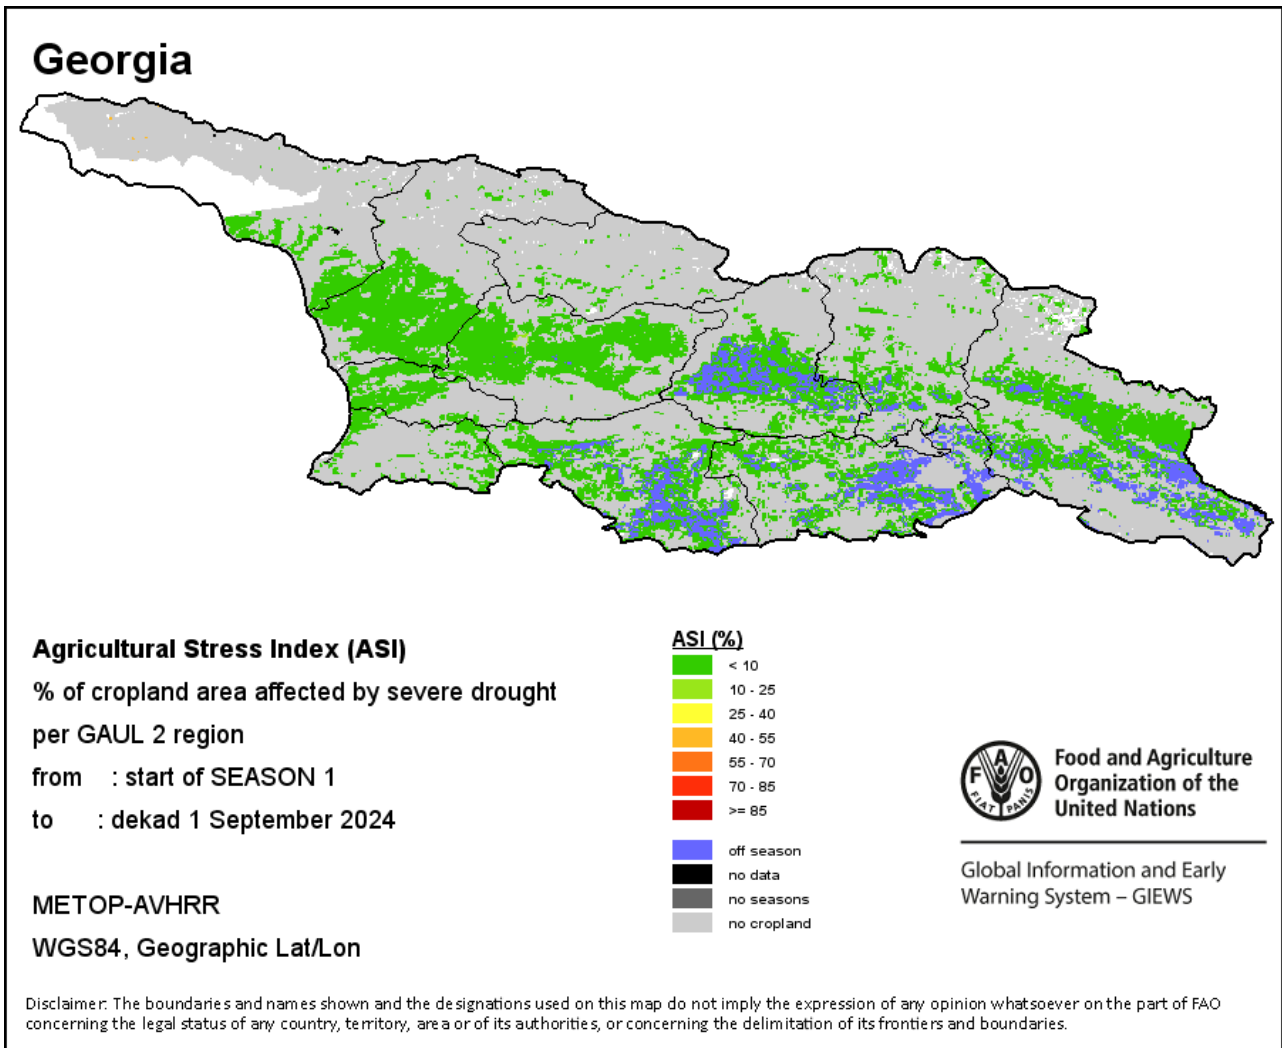 Georgia
Agricultural Stress Index (ASI)
% of cropland area affected by severe drought
per GAUL 2 region
from : start of SEASON 1
to : dekad 1 September 2024
METOP-AVHRR
WGS84, Geographic Lat/Lon
ASI (%)
< 10
10 - 25
25 - 40
40 - 55
55 - 70
70 - 85
>= 85
off season
no data
no seasons
no cropland
F A O
FIAT PANIS
Food and Agriculture
Organization of the
United Nations
Global Information and Early
Warning System – GIEWS
Disclaimer: The boundaries and names shown and the designations used on this map do not imply the expression of any opinion whatsoever on the part of FAO
concerning the legal status of any country, territory, area or of its authorities, or concerning the delimitation of its frontiers and boundaries.